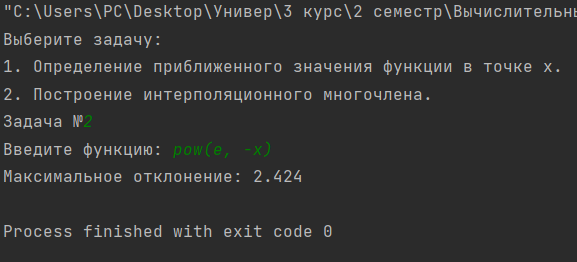 "C:\Users\PC\Desktop\Универ\3 курс\2 семестр\Вычислительн
Выберите задачу:
1. Определение приближенного значения функции в точке x.
2. Построение интерполяционного многочлена.
Задача №2
Введите функцию: pow(e, -x)
Максимальное отклонение: 2.424
Process finished with exit code 0